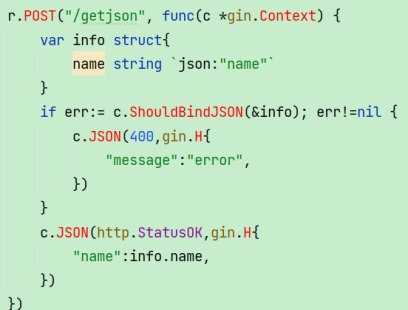 r.POST("/getjson", func(c *gin.Context) {
    var info struct{
        name string `json:"name"`
    }
    if err:= c.ShouldBindJSON(&info); err!=nil {
        c.JSON(400,gin.H{
            "message":"error",
        })
    }
    c.JSON(http.StatusOK,gin.H{
        "name":info.name,
    })
})